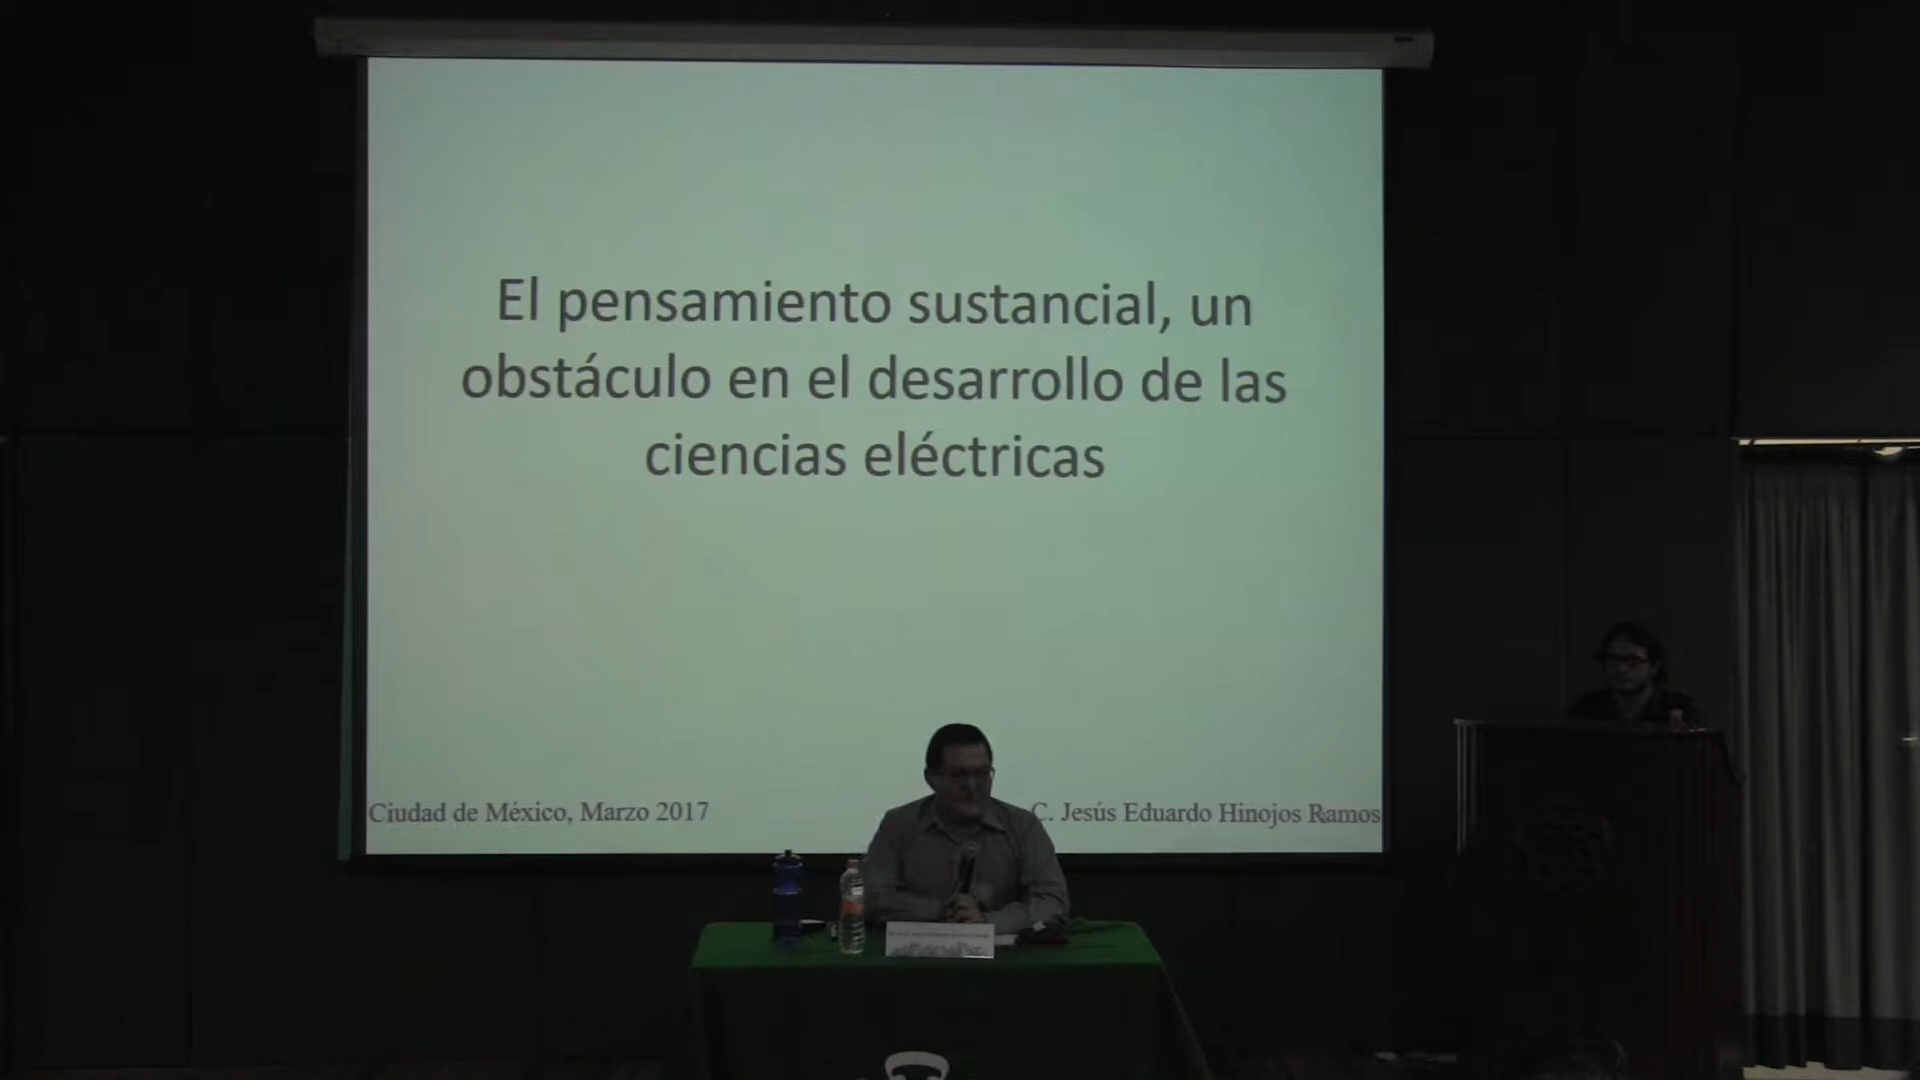 El pensamiento sustancial, un
obstáculo en el desarrollo de las
ciencias eléctricas
Ciudad de México, Marzo 2017
C. Jesús Eduardo Hinojos Ramos